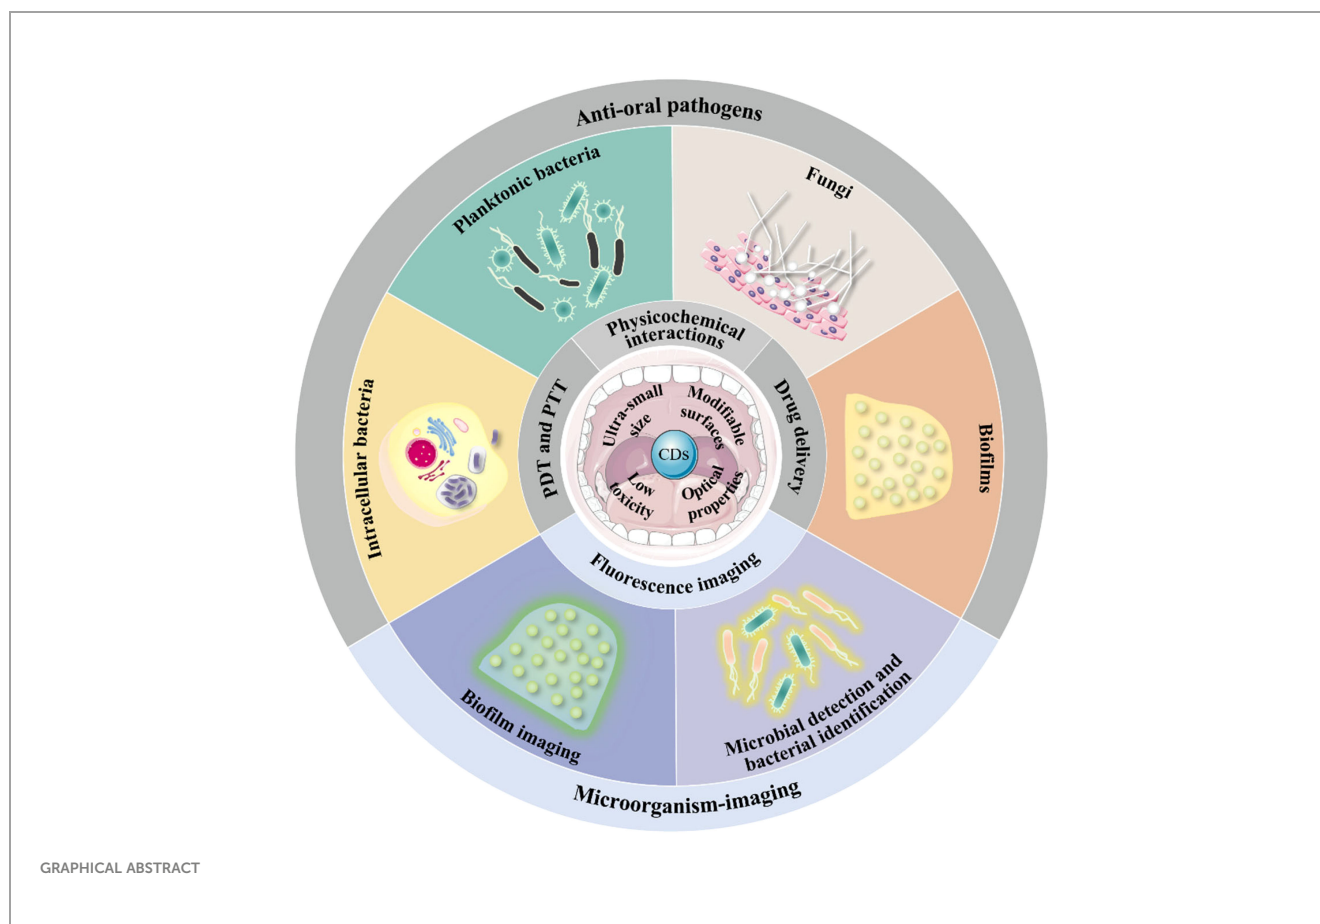 Anti-oral pathogens
Planktonic bacteria
Fungi
Intracellular bacteria
Biofilms
Physicochemical
interactions
PDT and PTT
Drug delivery
Ultra-small
size
Modifiable
surfaces
CDs
Low
toxicity
Optical
properties
Fluorescence imaging
Biofilm imaging
Microbial detection and
bacterial identification
Microorganism-imaging
GRAPHICAL ABSTRACT